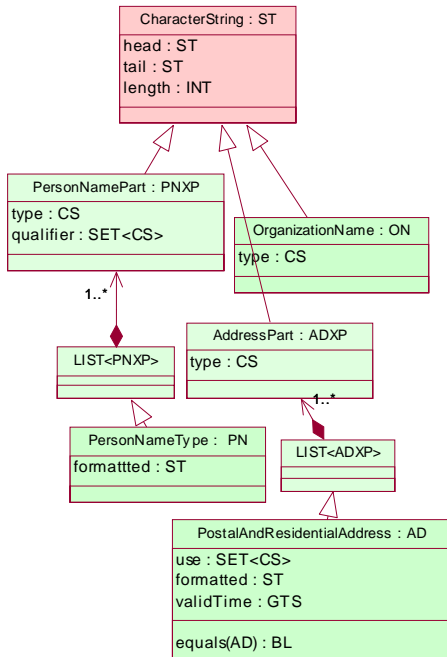 CharacterString : ST
head : ST
tail : ST
length : INT
PersonNamePart : PNXP
type : CS
qualifier : SET<CS>
OrganizationName : ON
type : CS
1..*
AddressPart : ADXP
type : CS
LIST<PNXP>
1..*
PersonNameType : PN
formattted : ST
LIST<ADXP>
PostalAndResidentialAddress : AD
use : SET<CS>
formatted : ST
validTime : GTS
equals(AD) : BL